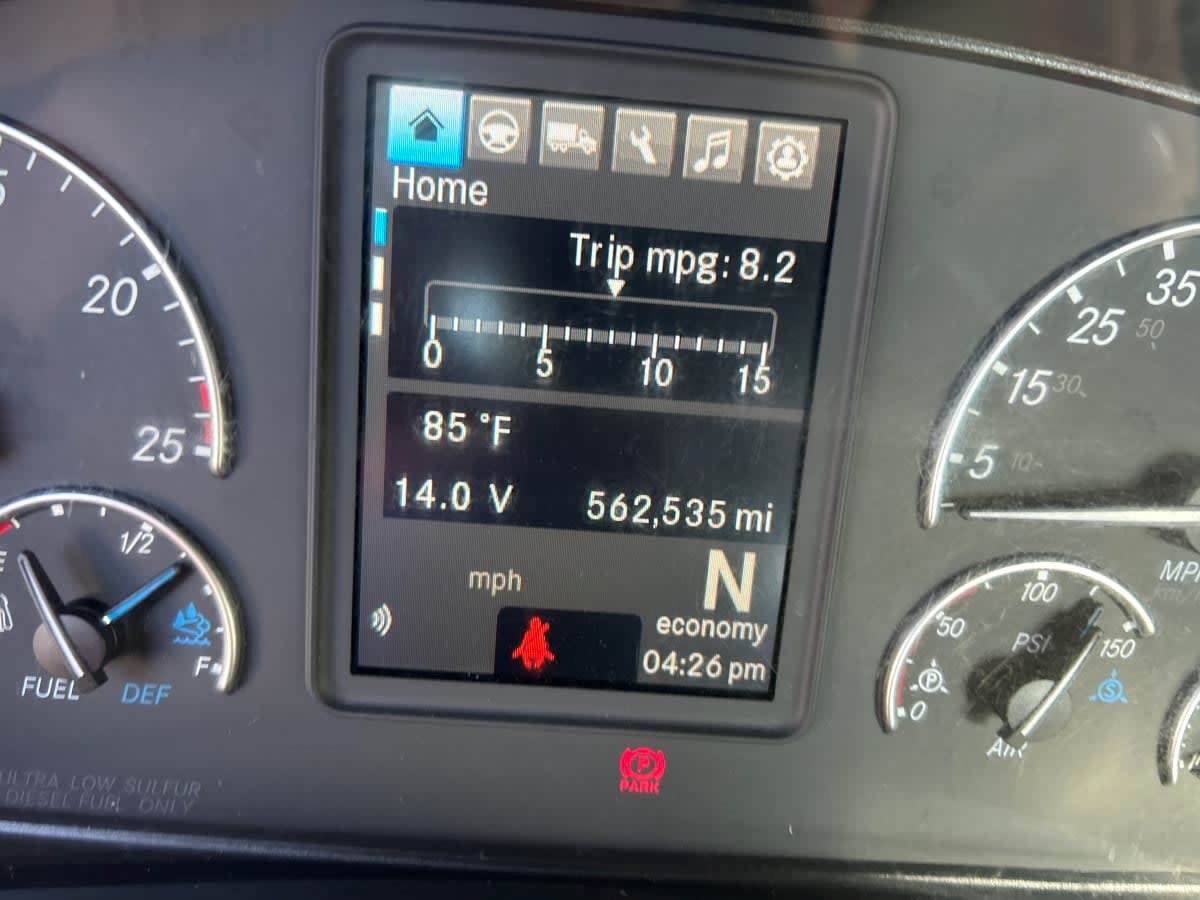 Home
Trip mpg: 8.2
0 5 10 15
85 °F
14.0 V 562,535 mi
mph
N
economy
04:26 pm
20
25
1/2
F
FUEL DEF
ULTRA LOW SULFUR
DIESEL FUEL ONLY
P
PARK
35
25 50
15 30
5 10
100
50 PSI 150
P S
0
AIR